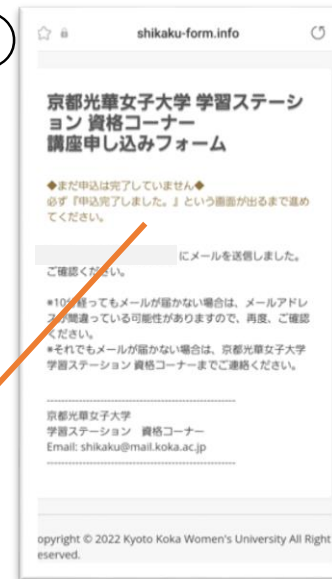 shikaku-form.info
京都光華女子大学 学習ステーシ
ョン 資格コーナー
講座申し込みフォーム
◆まだ申込は完了していません◆
必ず『申込完了しました。』という画面が出るまで進め
てください。
にメールを送信しました。
ご確認ください。
*10分経ってもメールが届かない場合は、メールアドレ
スが間違っている可能性がありますので、再度、ご確認
ください。
*それでもメールが届かない場合は、京都光華女子大学
学習ステーション 資格コーナーまでご連絡ください。
京都光華女子大学
学習ステーション 資格コーナー
Email: shikaku@mail.koka.ac.jp
opyright © 2022 Kyoto Koka Women's University All Right
eserved.